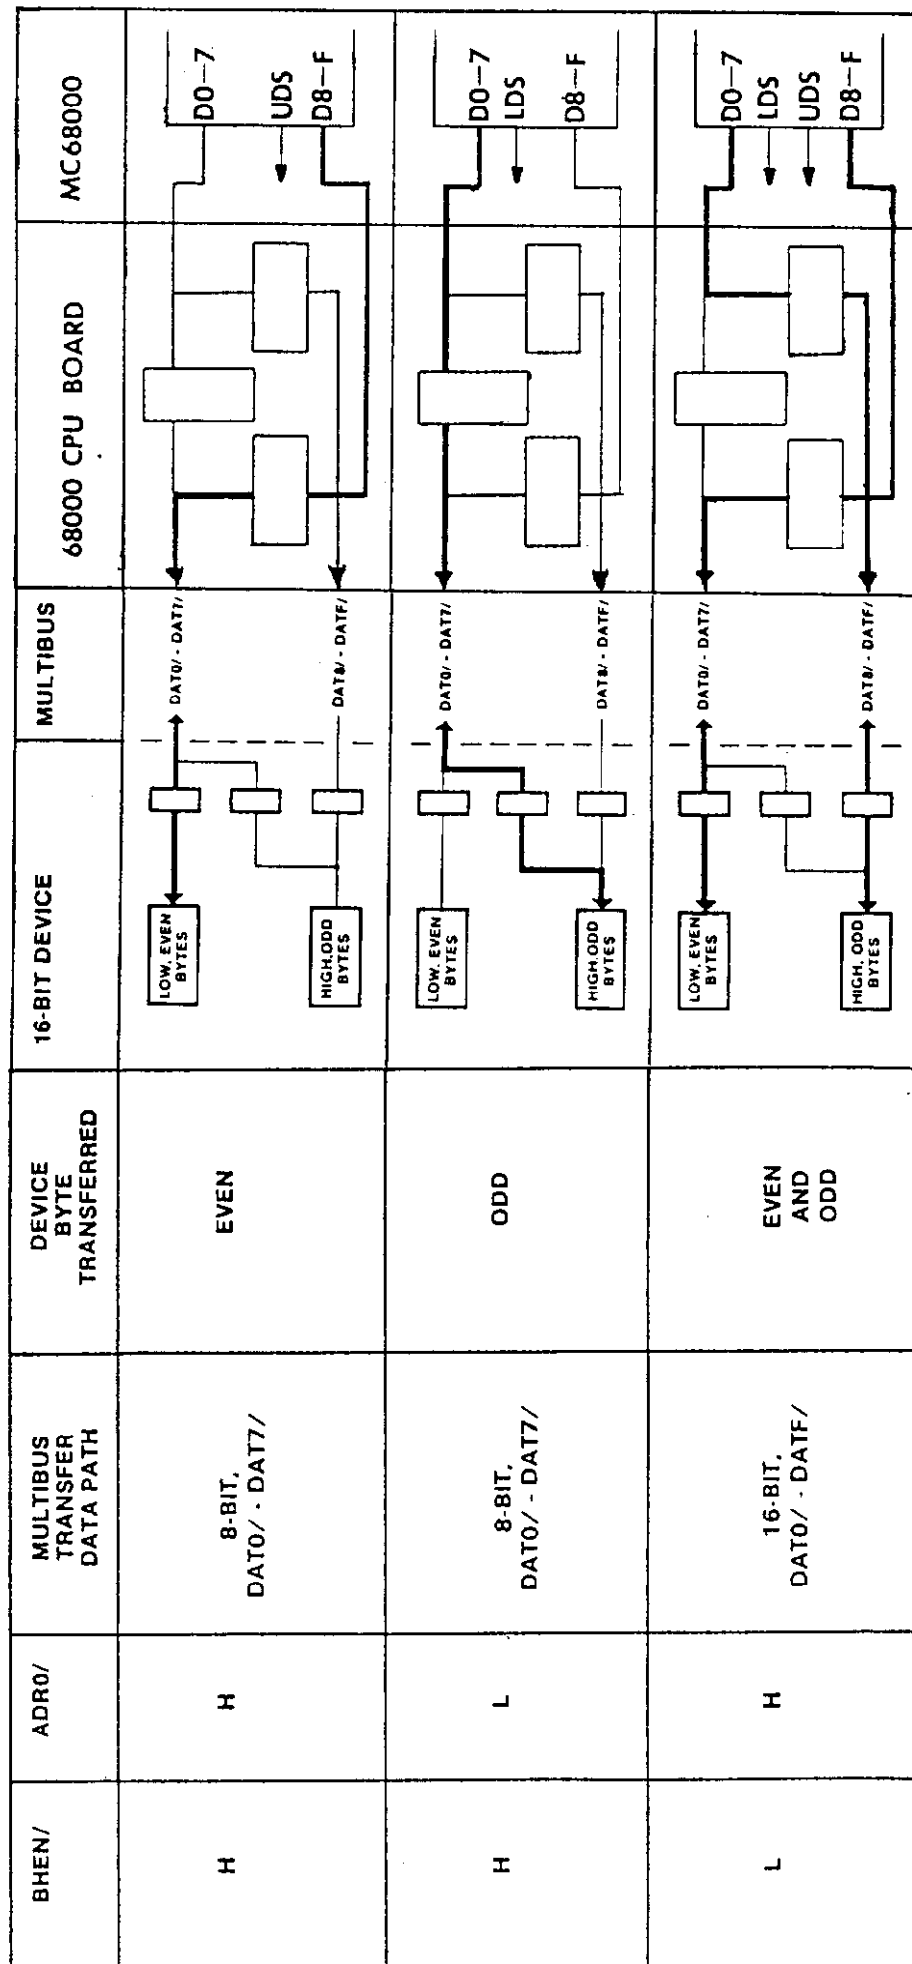 BHEN/
ADR0/
MULTIBUS
TRANSFER
DATA PATH
DEVICE
BYTE
TRANSFERRED
16-BIT DEVICE
MULTIBUS
68000 CPU BOARD
MC68000
H
H
8-BIT,
DAT0/ - DAT7/
EVEN
LOW, EVEN
BYTES
HIGH, ODD
BYTES
DAT0/ - DAT7/
DAT8/ - DATF/
D0-7
UDS
D8-F
H
L
8-BIT,
DAT0/ - DAT7/
ODD
LOW, EVEN
BYTES
HIGH, ODD
BYTES
DAT0/ - DAT7/
DAT8/ - DATF/
D0-7
LDS
D8-F
L
H
16-BIT,
DAT0/ - DATF/
EVEN
AND
ODD
LOW, EVEN
BYTES
HIGH, ODD
BYTES
DAT0/ - DAT7/
DAT8/ - DATF/
D0-7
LDS
UDS
D8-F